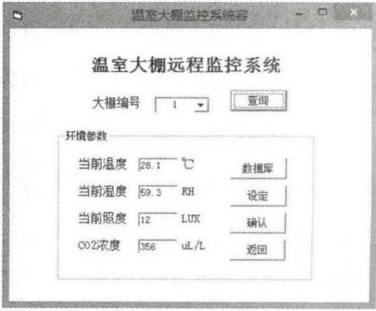 温室大棚监控系统容
温室大棚远程监控系统
大棚编号 1 查询
环境参数
当前温度 28.1 ℃ 数据库
当前湿度 59.3 RH 设定
当前照度 12 LUX 确认
CO2浓度 356 uL/L 返回